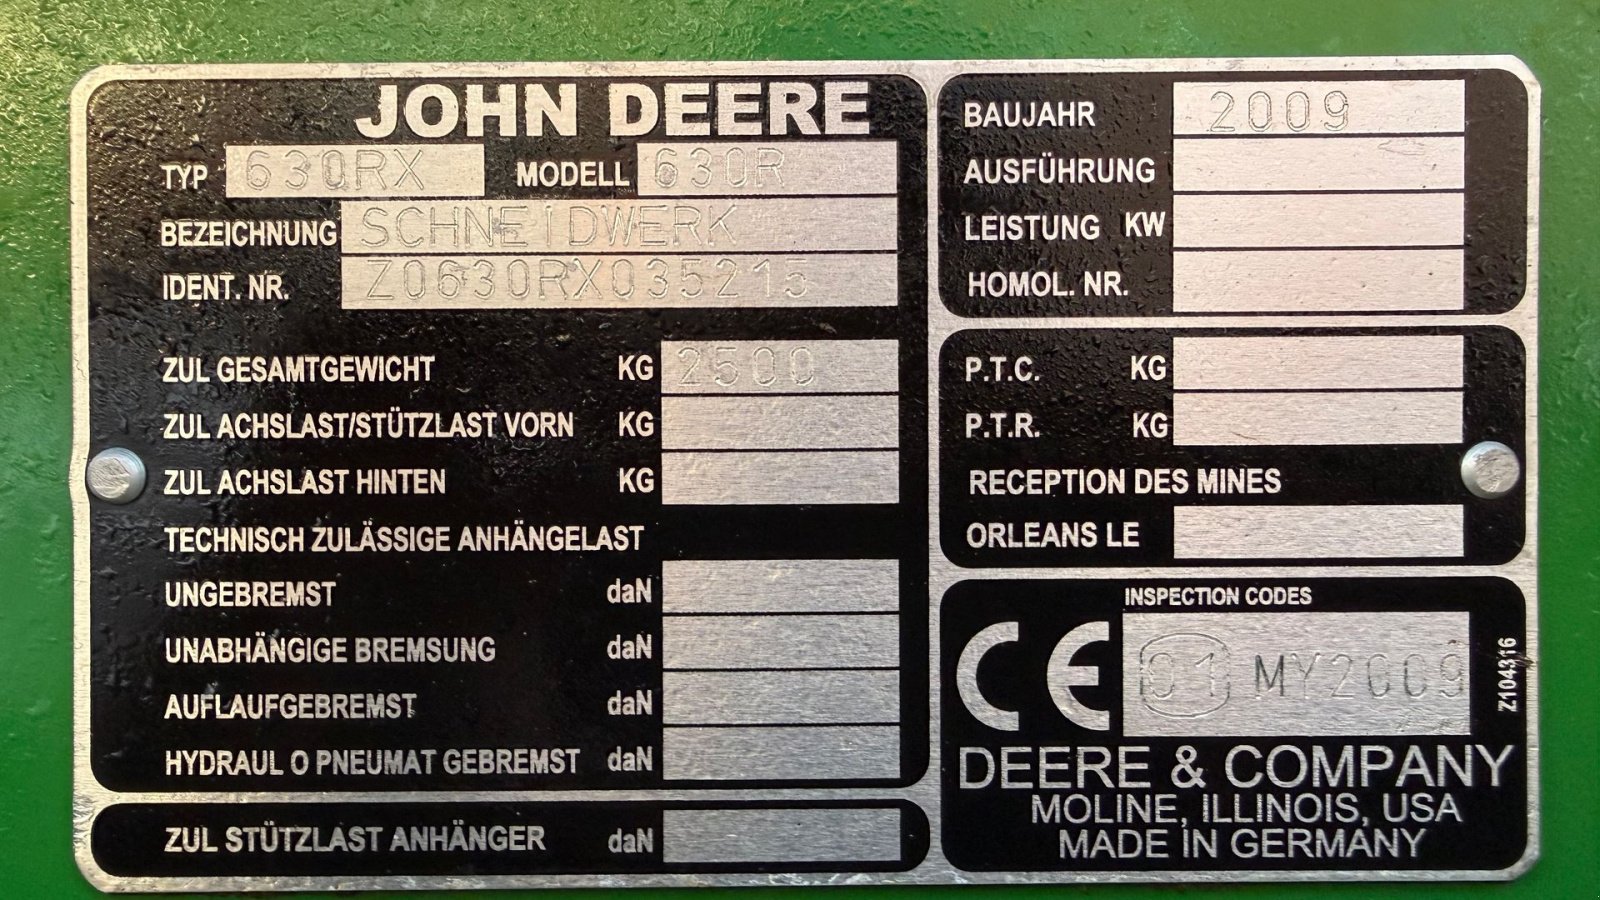 JOHN DEERE
TYP 630RX MODELL 630R
BEZEICHNUNG SCHNEIDWERK
IDENT. NR. Z0630RX035215
ZUL GESAMTGEWICHT KG 2500
ZUL ACHSLAST/STÜTZLAST VORN KG
ZUL ACHSLAST HINTEN KG
TECHNISCH ZULÄSSIGE ANHÄNGELAST
UNGEBREMST daN
UNABHÄNGIGE BREMSUNG daN
AUFLAUFGEBREMST daN
HYDRAUL O PNEUMAT GEBREMST daN
ZUL STÜTZLAST ANHÄNGER daN
BAUJAHR 2009
AUSFÜHRUNG
LEISTUNG KW
HOMOL. NR.
P.T.C. KG
P.T.R. KG
RECEPTION DES MINES
ORLEANS LE
INSPECTION CODES
CE 01 MY2009
Z104316
DEERE & COMPANY
MOLINE, ILLINOIS, USA
MADE IN GERMANY